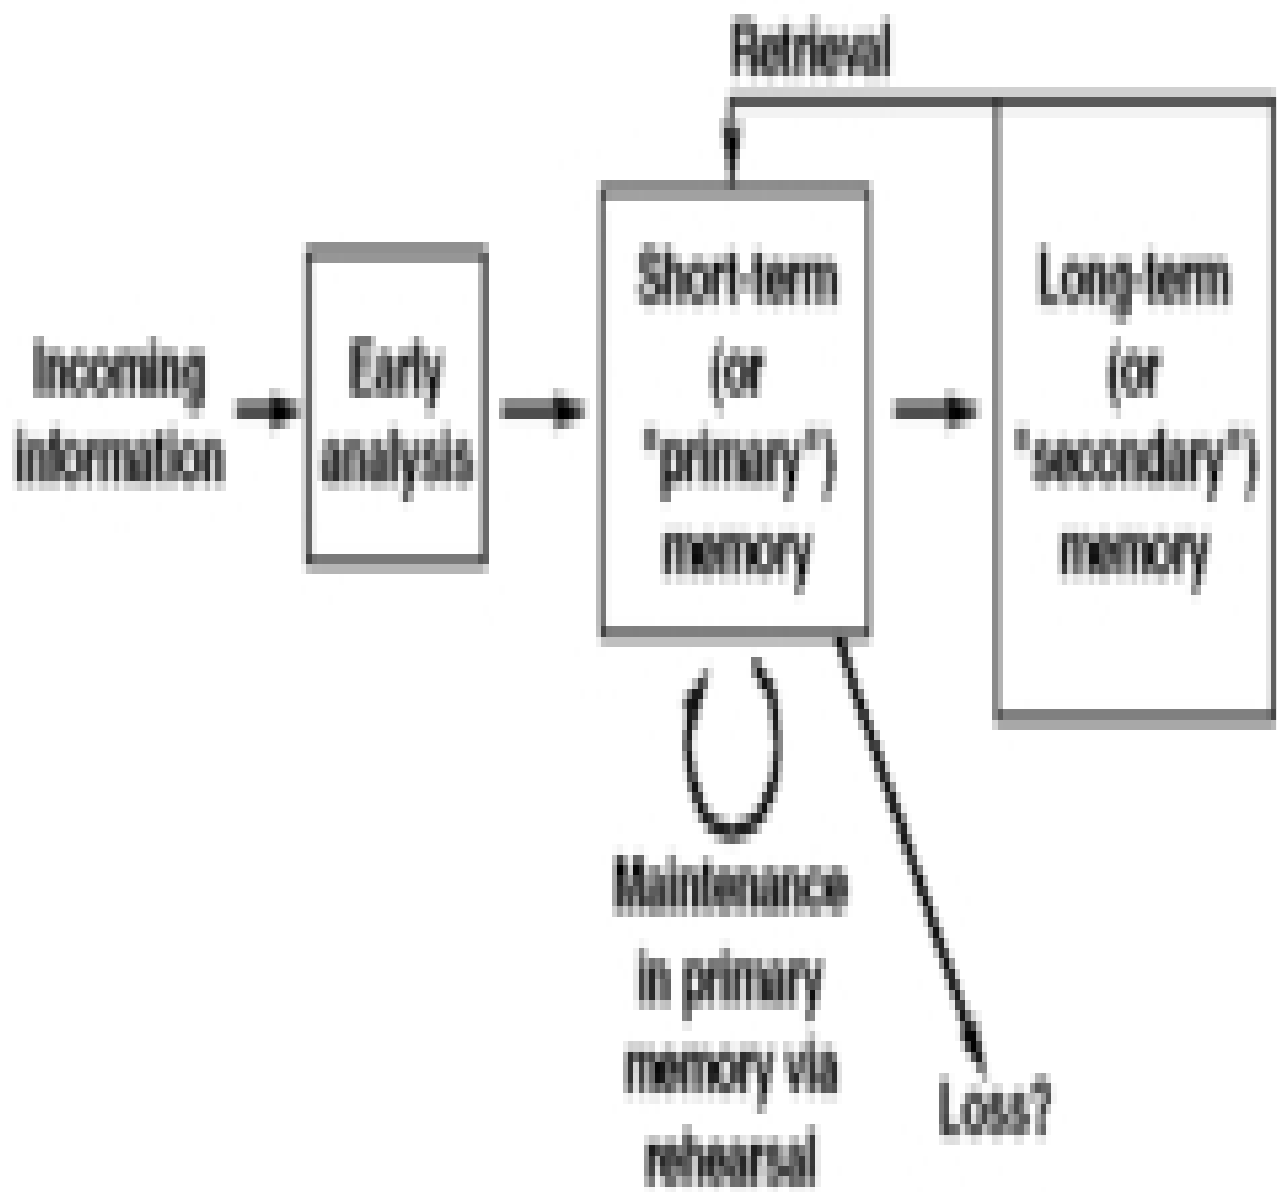 Retrieval
Incoming
information
Early
analysis
Short-term
(or
"primary")
memory
Long-term
(or
"secondary")
memory
Maintenance
in primary
memory via
rehearsal
Loss?